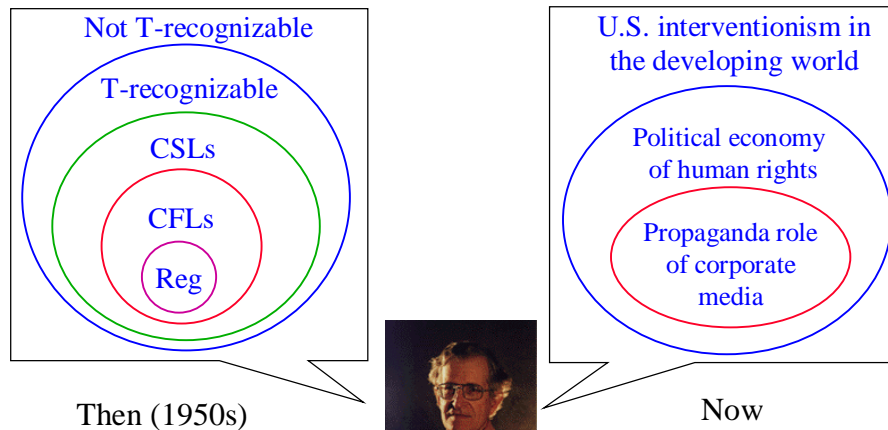 Not T-recognizable
T-recognizable
CSLs
CFLs
Reg
Then (1950s)
U.S. interventionism in
the developing world
Political economy
of human rights
Propaganda role
of corporate
media
Now